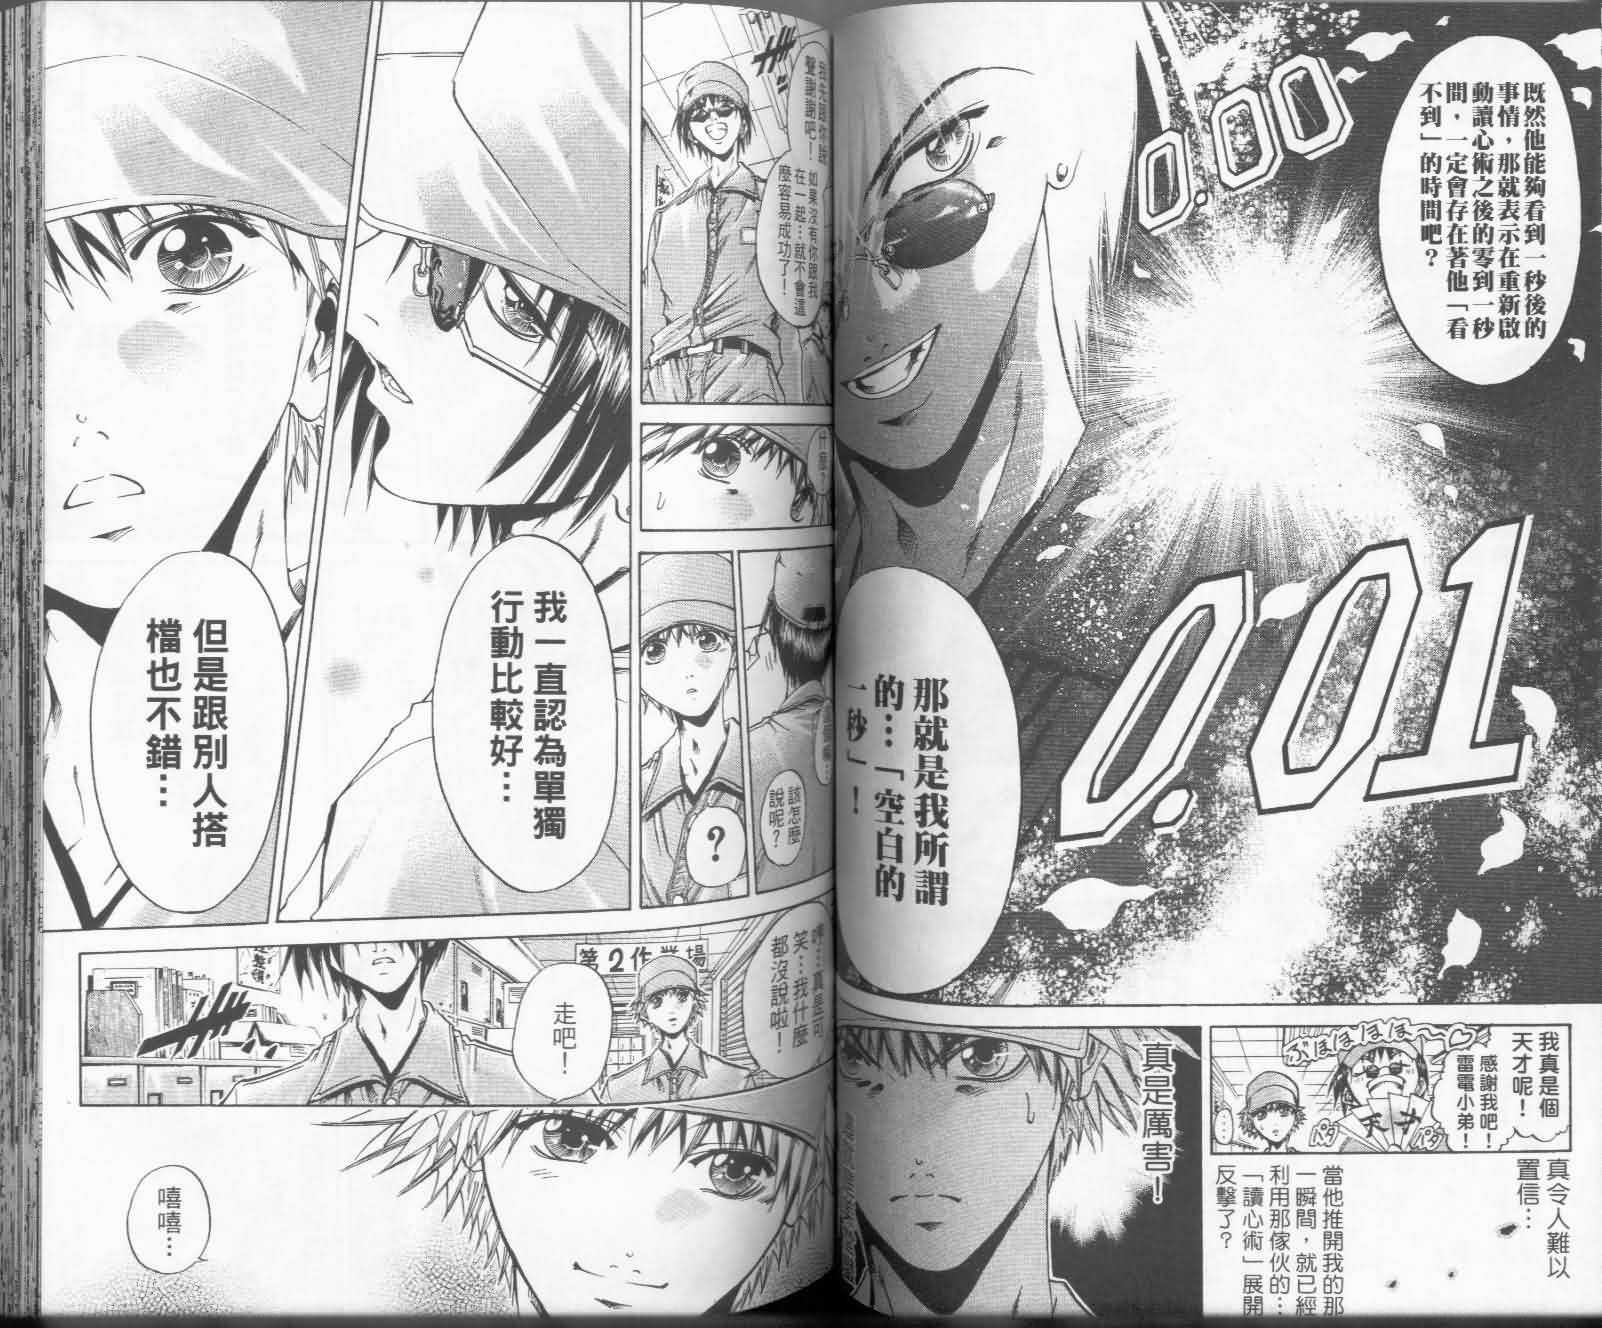 既然他能夠看到一秒後的
事情，那就表示在重新啟
動讀心術之後的零到一秒
間，一定會存在著他「看
不到」的時間吧？
0.00
0.01
那就是我所謂
的…「空白的
一秒」！
我真是個
天才呢！
感謝我吧！
雷電小弟！
ぶほほほほ〜♡
天才
パタ
パタ
真令人難以
置信…
當他推開我的那
一瞬間，就已經
利用那傢伙的…
「讀心術」展開
反擊了？
真是厲害！
聲謝謝吧！
如果沒有你跟我
在一起…就不會這
麼容易成功了！
什麼
該怎麼
說呢？
？
我一直認為單獨
行動比較好…
但是跟別人搭
檔也不錯…
哼…真是可
笑…我什麼
都沒說啦！
第2作業場
走吧！
嘻嘻…